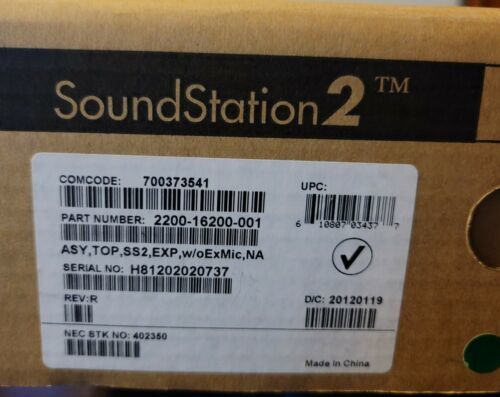 SoundStation2™
COMCODE: 700373541
UPC:
6 10807 03437 7
PART NUMBER: 2200-16200-001
ASY,TOP,SS2,EXP,w/oExMic,NA
SERIAL NO: H81202020737
REV:R
D/C: 20120119
NEC STK NO: 402350
Made In China